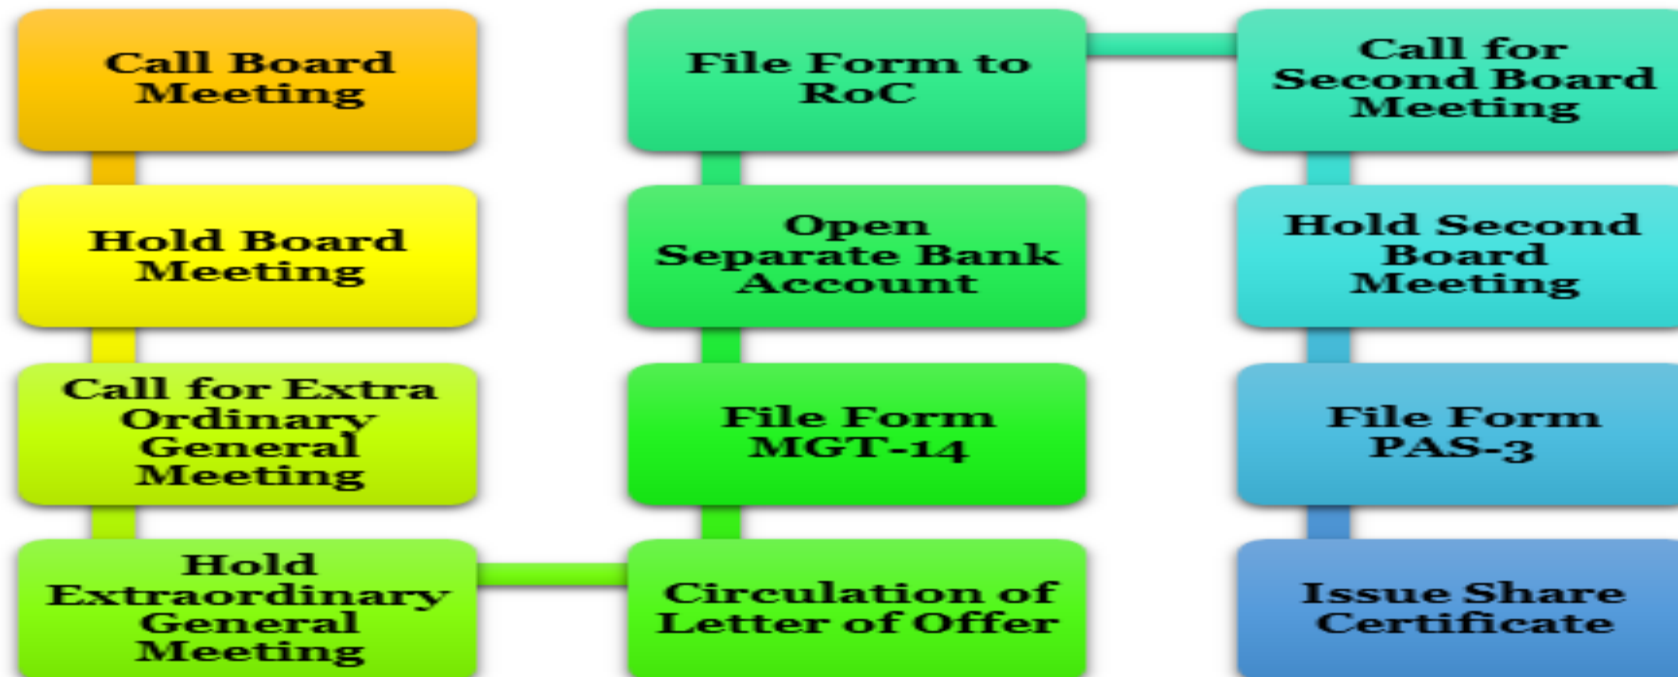 Call Board
Meeting
Hold Board
Meeting
Call for Extra
Ordinary
General
Meeting
Hold
Extraordinary
General
Meeting
Circulation of
Letter of Offer
File Form
MGT-14
Open
Separate Bank
Account
File Form to
RoC
Call for
Second Board
Meeting
Hold Second
Board
Meeting
File Form
PAS-3
Issue Share
Certificate